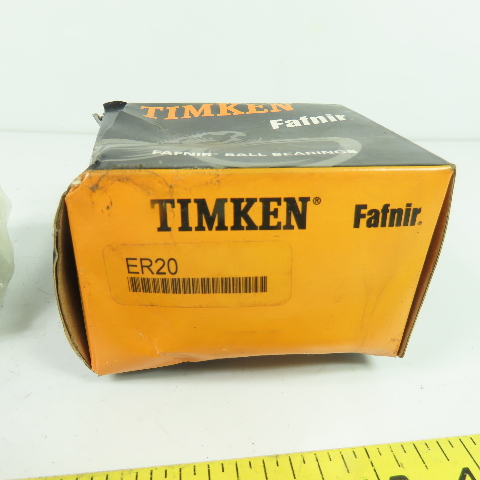 TIMKEN
Fafnir
FAFNIR® BALL BEARINGS
TIMKEN® Fafnir®
ER20